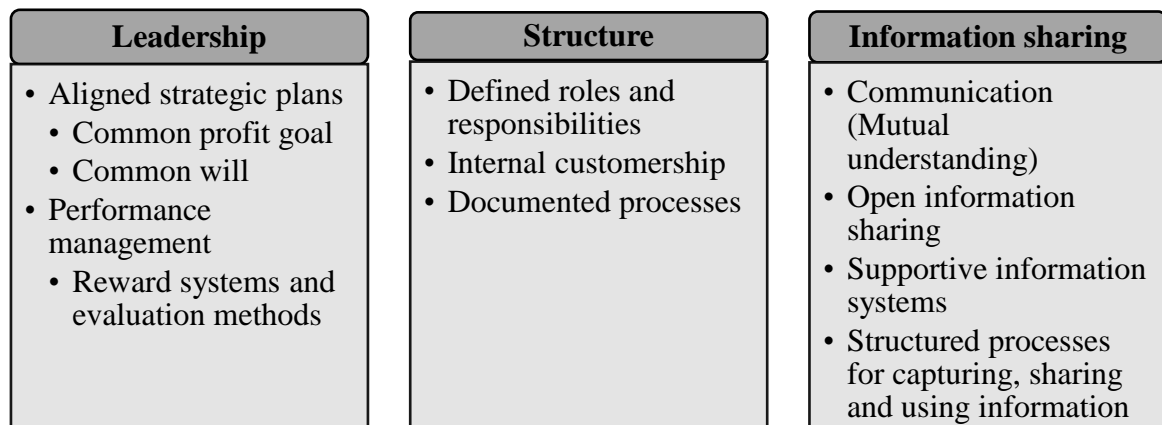 Leadership
• Aligned strategic plans
• Common profit goal
• Common will
• Performance
management
• Reward systems and
evaluation methods
Structure
• Defined roles and
responsibilities
• Internal customership
• Documented processes
Information sharing
• Communication
(Mutual
understanding)
• Open information
sharing
• Supportive information
systems
• Structured processes
for capturing, sharing
and using information